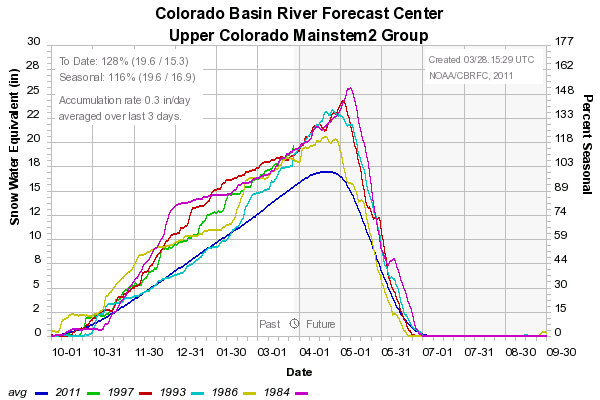 Colorado Basin River Forecast Center
Upper Colorado Mainstem2 Group
To Date: 128% (19.6 / 15.3)
Seasonal: 116% (19.6 / 16.9)
Accumulation rate 0.3 in/day
averaged over last 3 days.
Created 03/28.15:29 UTC
NOAA/CBRFC, 2011
Snow Water Equivalent (in)
30
28
25
22
20
18
15
12
10
8
5
2
0
Percent Seasonal
177
162
148
133
118
103
89
74
59
44
30
15
0
Past Future
10-01 10-31 11-30 12-31 01-30 03-01 04-01 05-01 05-31 07-01 07-31 08-30 09-30
Date
avg 2011 1997 1993 1986 1984